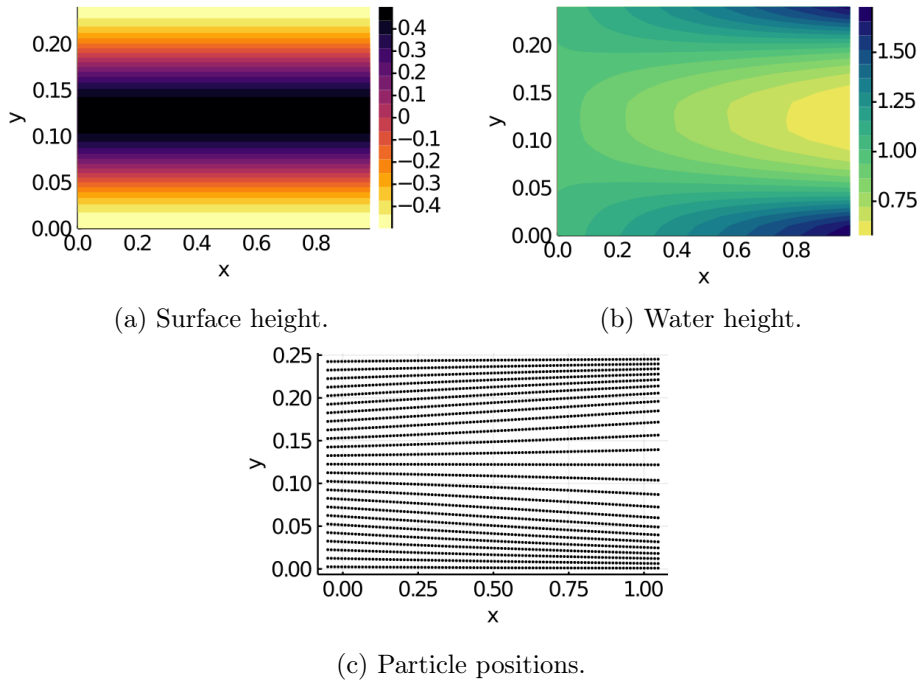 0.20
0.15
0.10
0.05
0.00
y
0.0 0.2 0.4 0.6 0.8
x
0.4
0.3
0.2
0.1
0
−0.1
−0.2
−0.3
−0.4
(a) Surface height.
0.20
0.15
0.10
0.05
0.00
y
0.0 0.2 0.4 0.6 0.8
x
1.50
1.25
1.00
0.75
(b) Water height.
0.25
0.20
0.15
0.10
0.05
0.00
y
0.00 0.25 0.50 0.75 1.00
x
(c) Particle positions.